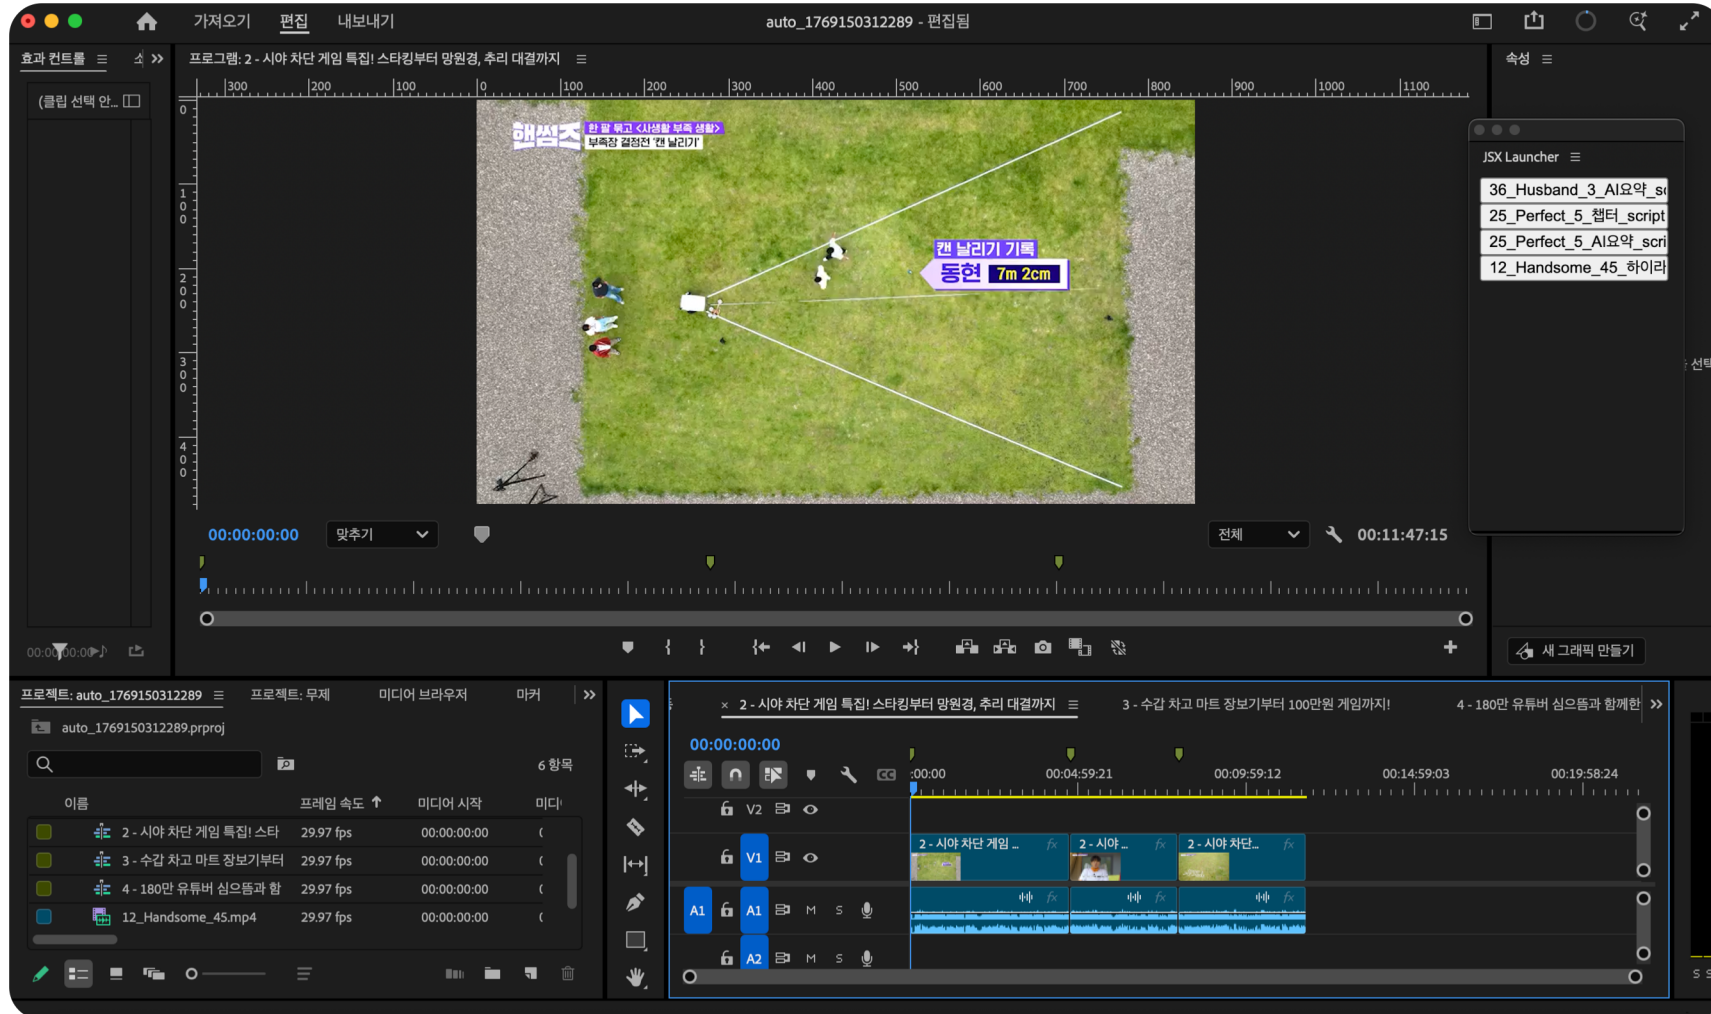 가져오기 편집 내보내기 auto_1769150312289 - 편집됨
효과 컨트롤
프로그램: 2 - 시야 차단 게임 특집! 스타킹부터 망원경, 추리 대결까지
속성
(클립 선택 안...
300 200 100 0 100 200 300 400 500 600 700 800 900 1000 1100
0
100
200
300
400
핸썸즈
한 팔 묶고 <사생활 부족 생활>
부족장 결정전 '캔 날리기'
캔 날리기 기록
동현 7m 2cm
JSX Launcher
36_Husband_3_AI요약_s
25_Perfect_5_챕터_script
25_Perfect_5_AI요약_scri
12_Handsome_45_하이라
선택
00:00:00:00 맞추기 전체 00:11:47:15
00:00:00:00
새 그래픽 만들기
프로젝트: auto_1769150312289 프로젝트: 무제 미디어 브라우저 마커
auto_1769150312289.prproj
6 항목
이름 프레임 속도 미디어 시작 미디
2 - 시야 차단 게임 특집! 스타 29.97 fps 00:00:00:00
3 - 수갑 차고 마트 장보기부터 29.97 fps 00:00:00:00
4 - 180만 유튜버 심으뜸과 함 29.97 fps 00:00:00:00
12_Handsome_45.mp4 29.97 fps 00:00:00:00
× 2 - 시야 차단 게임 특집! 스타킹부터 망원경, 추리 대결까지 3 - 수갑 차고 마트 장보기부터 100만원 게임까지! 4 - 180만 유튜버 심으뜸과 함께한
00:00:00:00
CC
:00:00 00:04:59:21 00:09:59:12 00:14:59:03 00:19:58:24
V2
V1
2 - 시야 차단 게임 ... fx 2 - 시야 ... fx 2 - 시야 차단... fx
A1 A1 M S
fx fx fx
A2 M S
S S